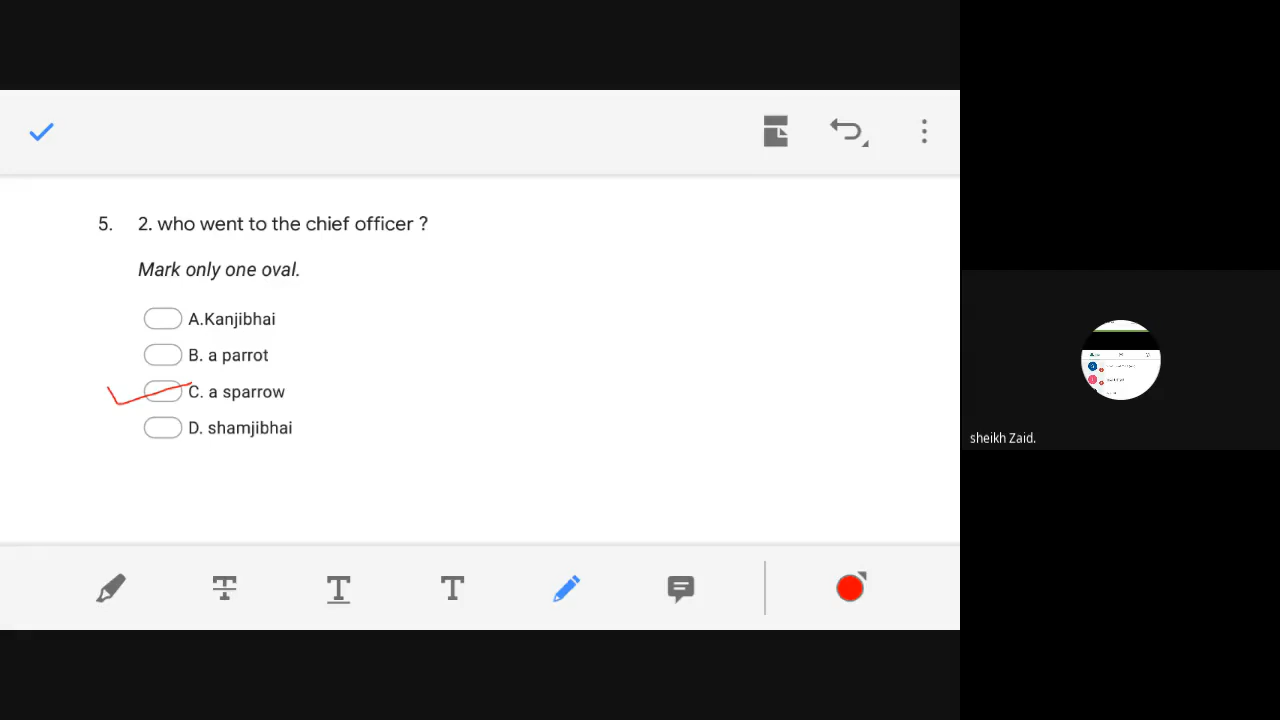 5. 2. who went to the chief officer ?
Mark only one oval.
A.Kanjibhai
B. a parrot
C. a sparrow
D. shamjibhai
sheikh Zaid.